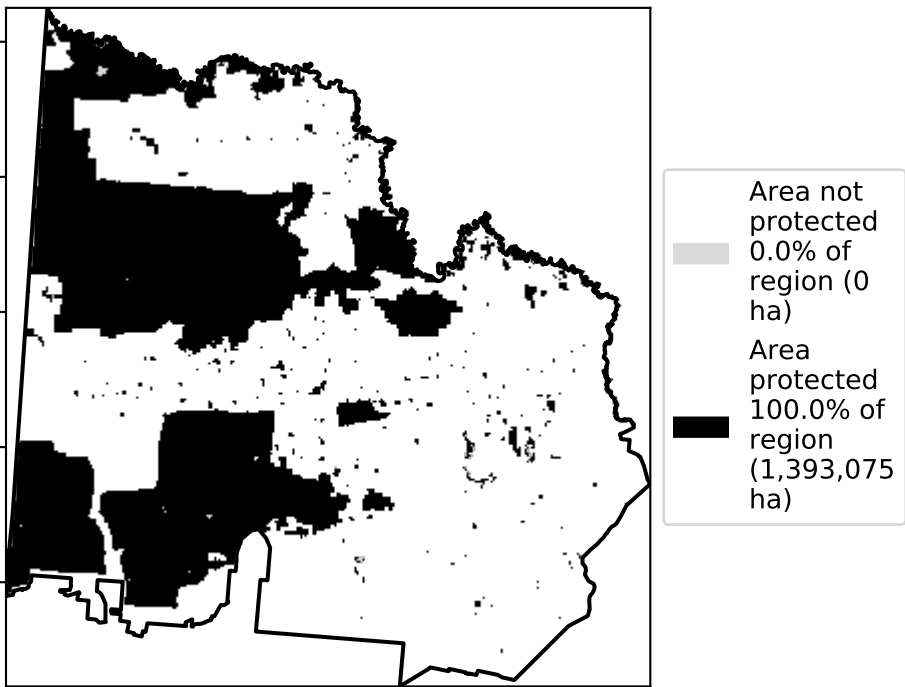 Area not
protected
0.0% of
region (0
ha)
Area
protected
100.0% of
region
(1,393,075
ha)